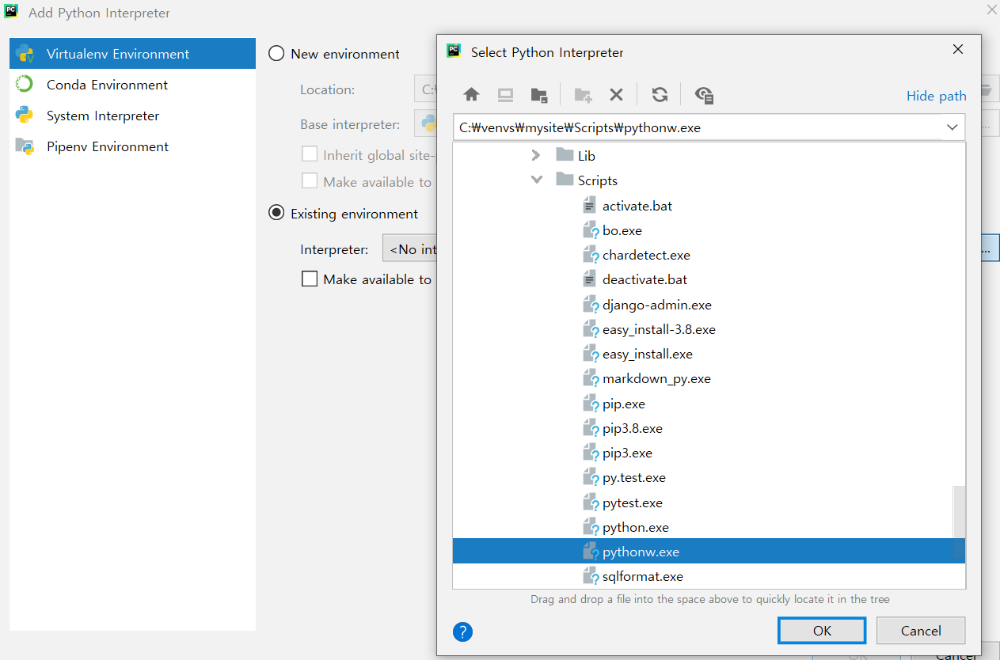 Add Python Interpreter
Virtualenv Environment
Conda Environment
System Interpreter
Pipenv Environment
New environment
Location:
C:\
Base interpreter:
Inherit global site-
Make available to
Existing environment
Interpreter:
<No int
...
Make available to
Select Python Interpreter
Hide path
C:₩venvs₩mysite₩Scripts₩pythonw.exe
Lib
Scripts
activate.bat
bo.exe
chardetect.exe
deactivate.bat
django-admin.exe
easy_install-3.8.exe
easy_install.exe
markdown_py.exe
pip.exe
pip3.8.exe
pip3.exe
py.test.exe
pytest.exe
python.exe
pythonw.exe
sqlformat.exe
Drag and drop a file into the space above to quickly locate it in the tree
?
OK
Cancel
OK
Cancel